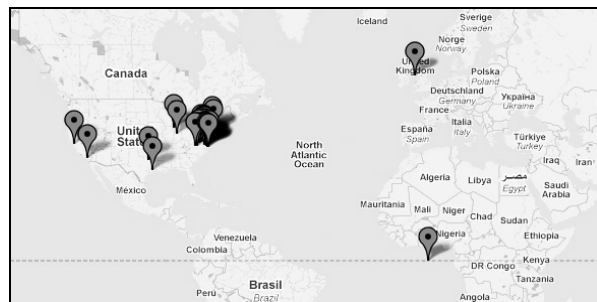 Iceland
Sverige
Sweden
Norge
Norway
Canada
United
Kingdom
Polska
Poland
Deutschland
Germany
Україна
Ukraine
France
Unit
Stat
Italia
Italy
España
Spain
Türkiye
Turkey
North
Atlantic
Ocean
Iraq
Iran
Algeria
Libya
مصر
Egypt
Saudi
Arabia
México
Mauritania
Mali
Niger
Chad
Sudan
Venezuela
Nigeria
Ethiopia
Colombia
Kenya
DR Congo
Tanzania
Brasil
Brazil
Perú
Angola